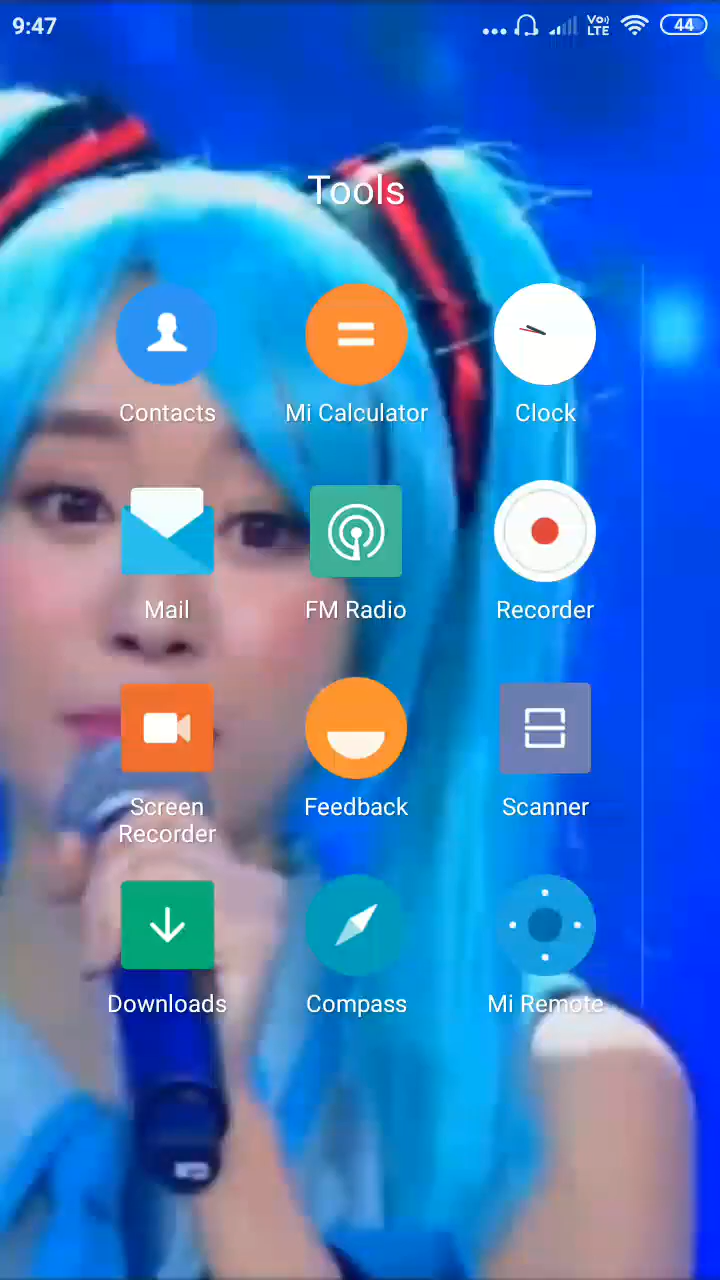 9:47
Vo)) LTE
44
Tools
Contacts
Mi Calculator
Clock
Mail
FM Radio
Recorder
Screen
Recorder
Feedback
Scanner
Downloads
Compass
Mi Remote